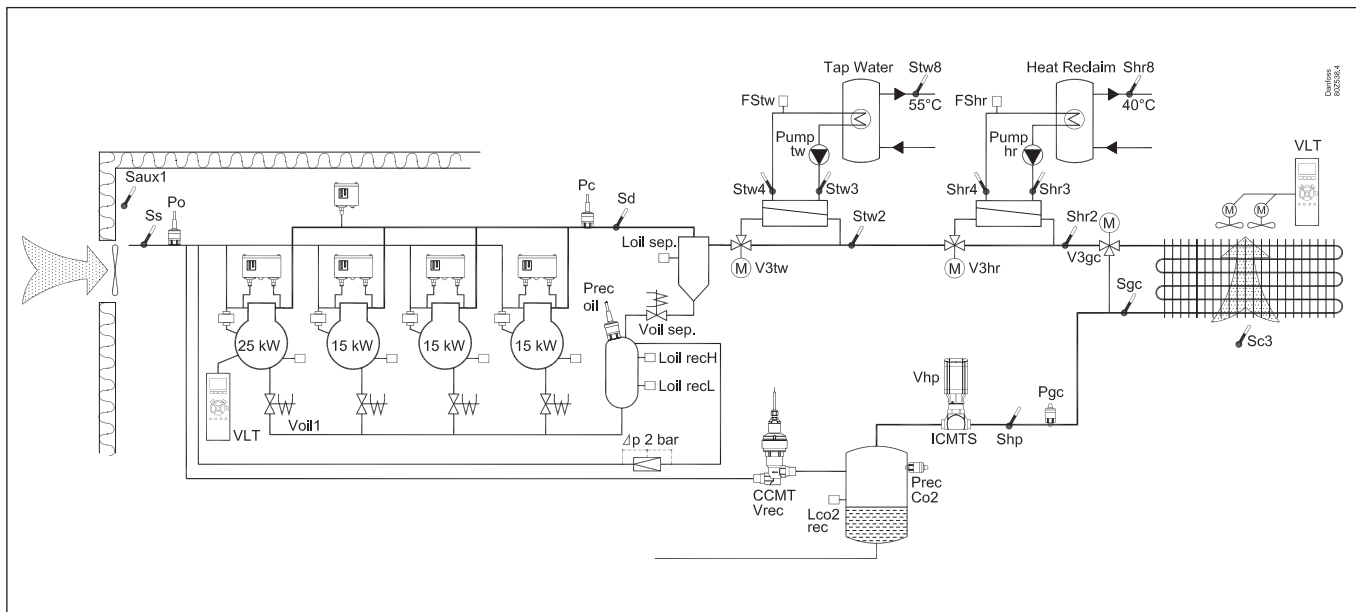 Tap Water
Stw8
55°C
FStw
Pump
tw
Stw4
Stw3
Heat Reclaim
Shr8
40°C
FShr
Pump
hr
Shr4
Shr3
Danfoss
80Z538.4
VLT
M
M
Saux1
Ss
Po
Pc
Sd
Loil sep.
M
V3tw
Stw2
M
V3hr
Shr2
M
V3gc
Sgc
Sc3
Prec
oil
Voil sep.
25 kW
15 kW
15 kW
15 kW
Loil recH
Loil recL
VLT
Voil1
Δp 2 bar
Vhp
ICMTS
Shp
Pgc
CCMT
Vrec
Prec
Co2
Lco2
rec